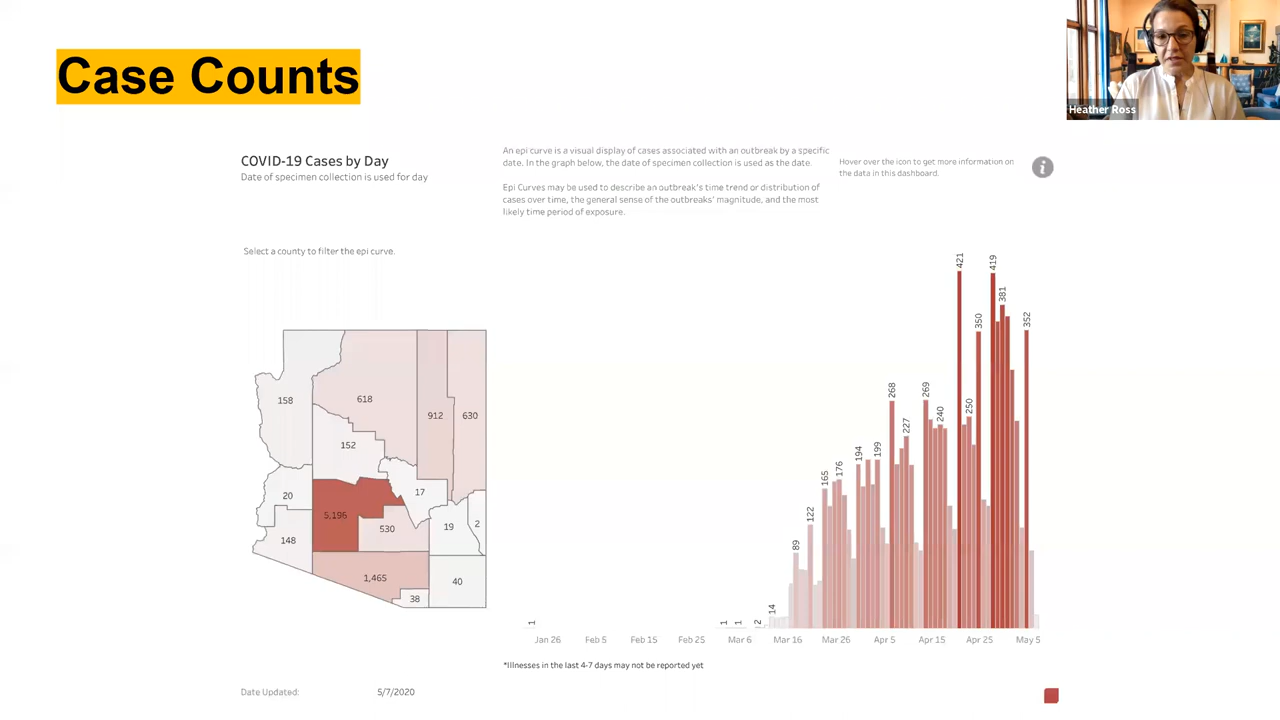 Case Counts
Heather Ross
COVID-19 Cases by Day
Date of specimen collection is used for day
An epi curve is a visual display of cases associated with an outbreak by a specific
date. In the graph below, the date of specimen collection is used as the date.
Epi Curves may be used to describe an outbreak's time trend or distribution of
cases over time, the general sense of the outbreaks' magnitude, and the most
likely time period of exposure.
Hover over the icon to get more information on
the data in this dashboard.
i
Select a county to filter the epi curve.
158
618
912
630
152
20
17
5,196
530
19
2
148
1,465
40
38
1
1
1
2
14
89
122
165
176
194
199
268
227
269
240
421
250
350
419
381
352
Jan 26 Feb 5 Feb 15 Feb 25 Mar 6 Mar 16 Mar 26 Apr 5 Apr 15 Apr 25 May 5
*Illnesses in the last 4-7 days may not be reported yet
Date Updated: 5/7/2020